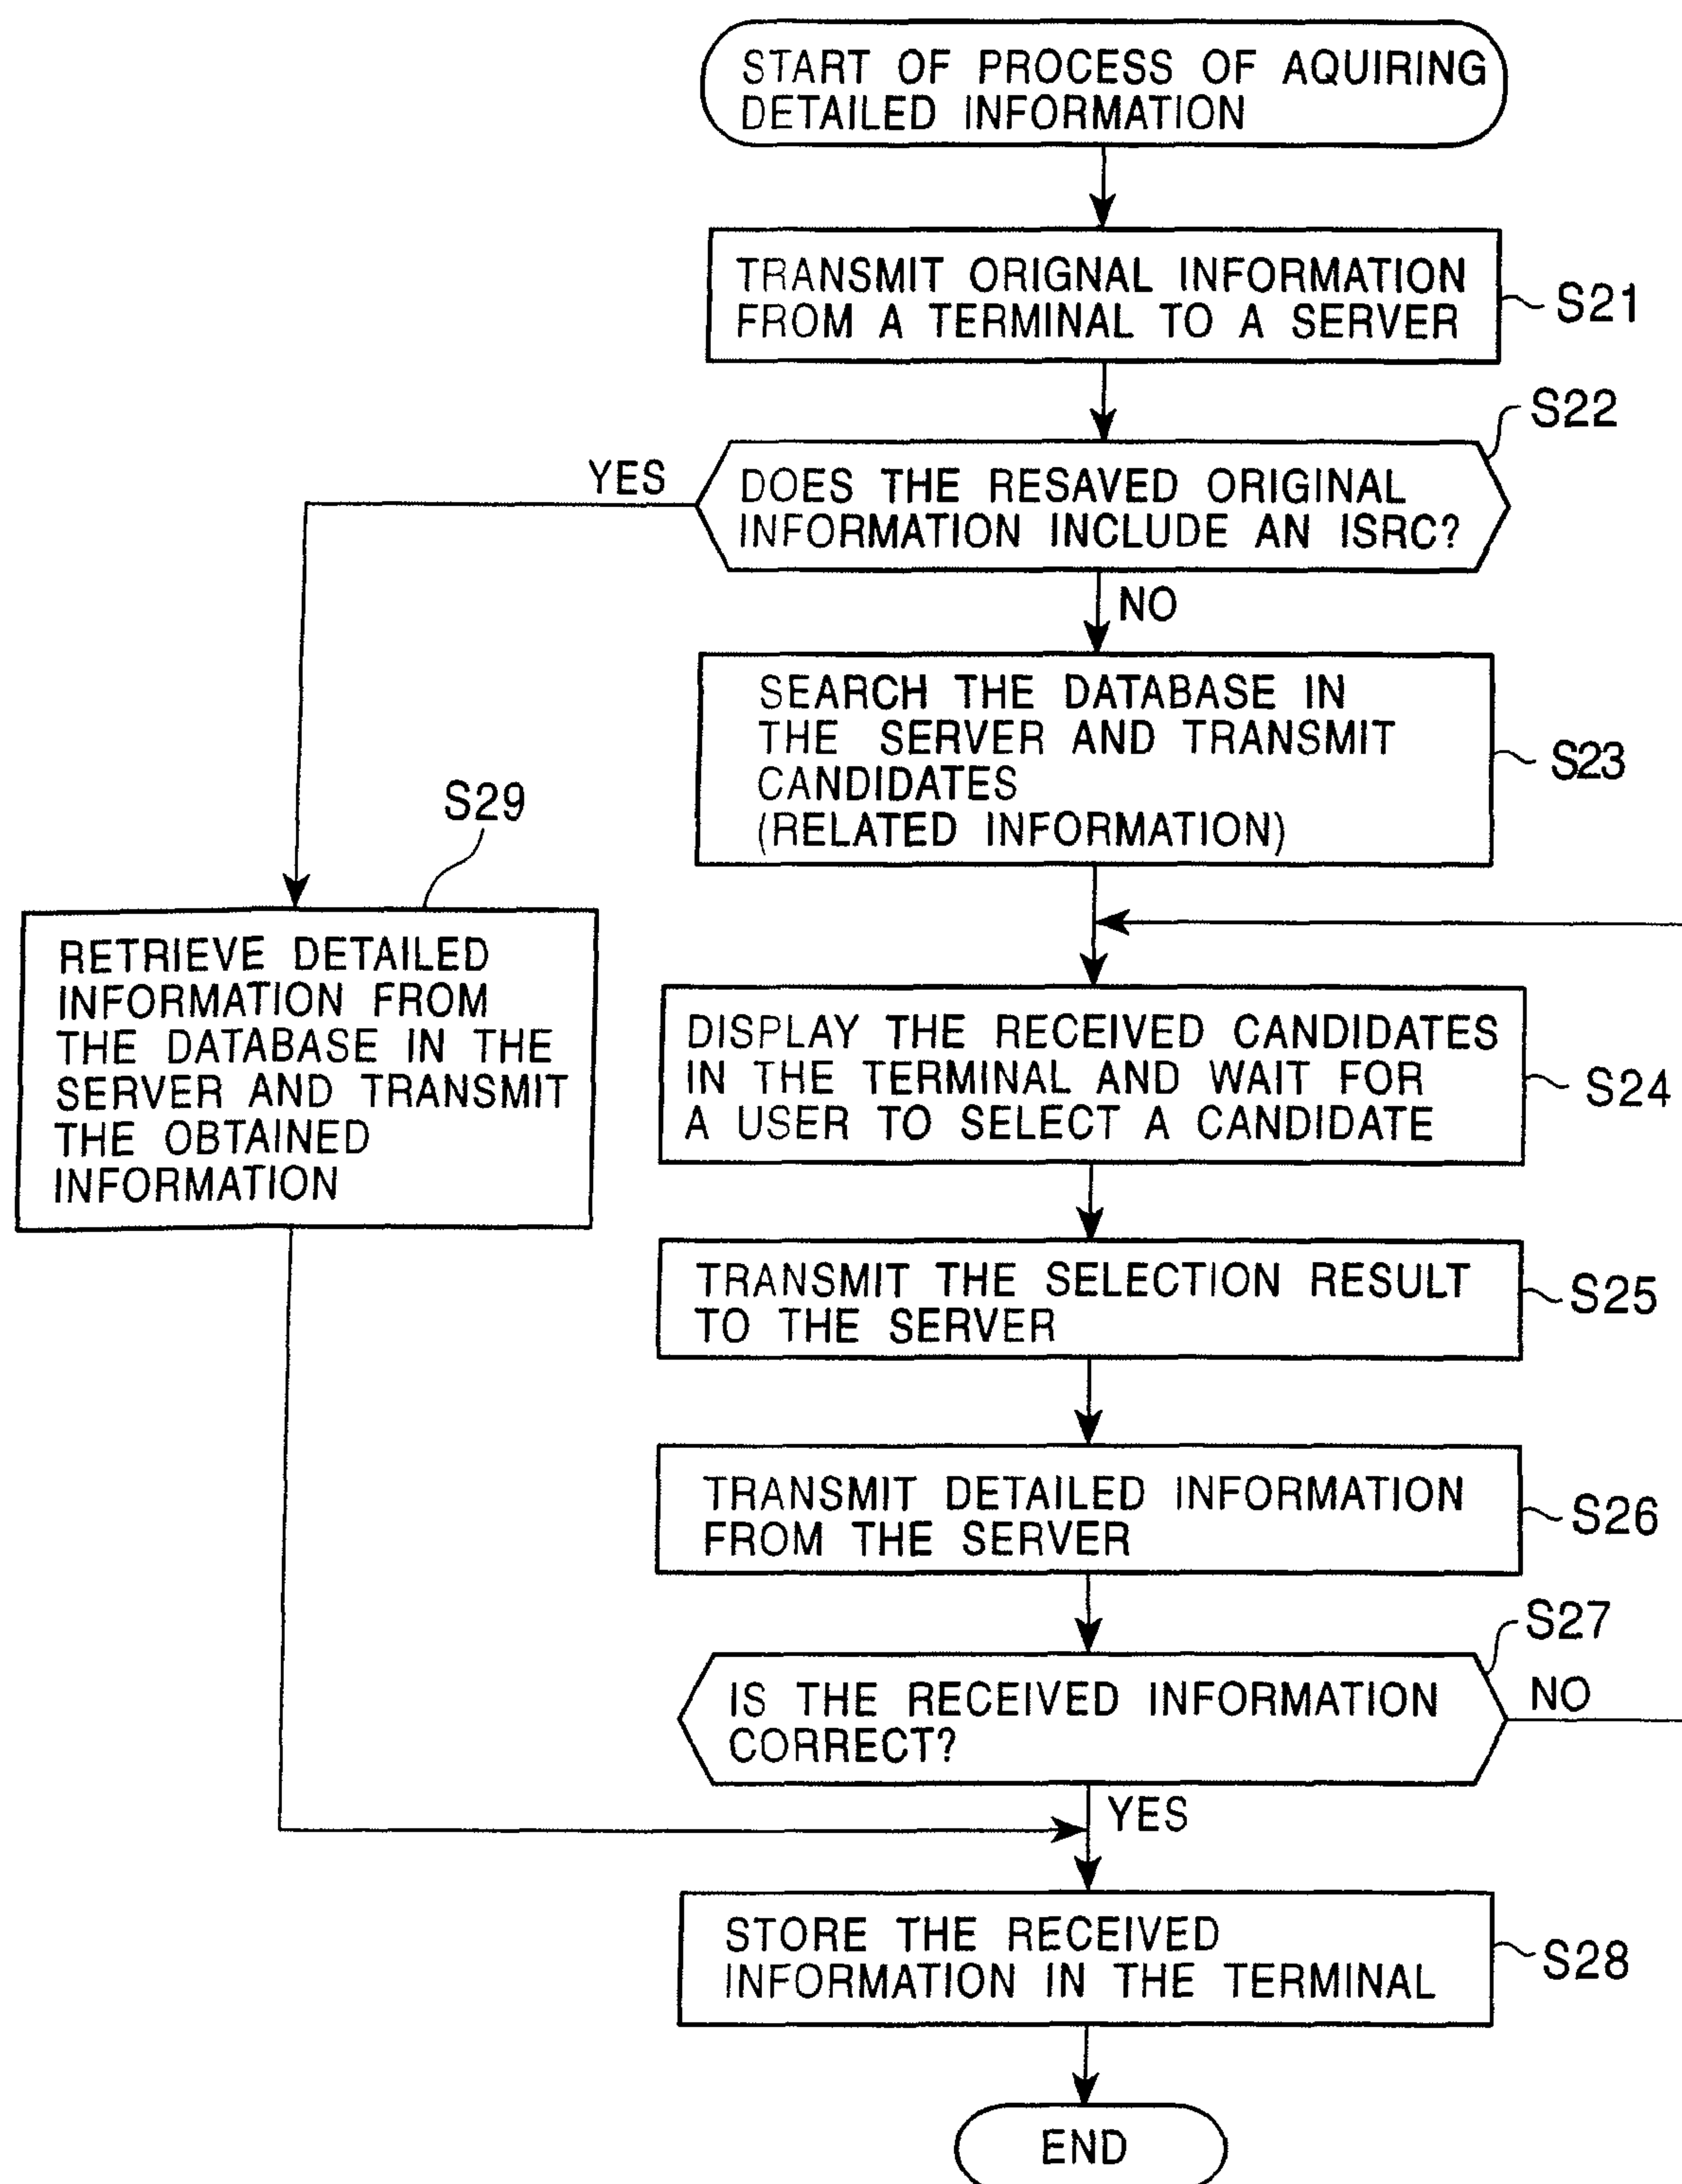 START OF PROCESS OF AQUIRING
DETAILED INFORMATION
TRANSMIT ORIGNAL INFORMATION
FROM A TERMINAL TO A SERVER
S21
S22
YES
DOES THE RESAVED ORIGINAL
INFORMATION INCLUDE AN ISRC?
NO
SEARCH THE DATABASE IN
THE SERVER AND TRANSMIT
CANDIDATES
(RELATED INFORMATION)
S23
S29
RETRIEVE DETAILED
INFORMATION FROM
THE DATABASE IN THE
SERVER AND TRANSMIT
THE OBTAINED
INFORMATION
DISPLAY THE RECEIVED CANDIDATES
IN THE TERMINAL AND WAIT FOR
A USER TO SELECT A CANDIDATE
S24
TRANSMIT THE SELECTION RESULT
TO THE SERVER
S25
TRANSMIT DETAILED INFORMATION
FROM THE SERVER
S26
S27
IS THE RECEIVED INFORMATION
CORRECT?
NO
YES
STORE THE RECEIVED
INFORMATION IN THE TERMINAL
S28
END